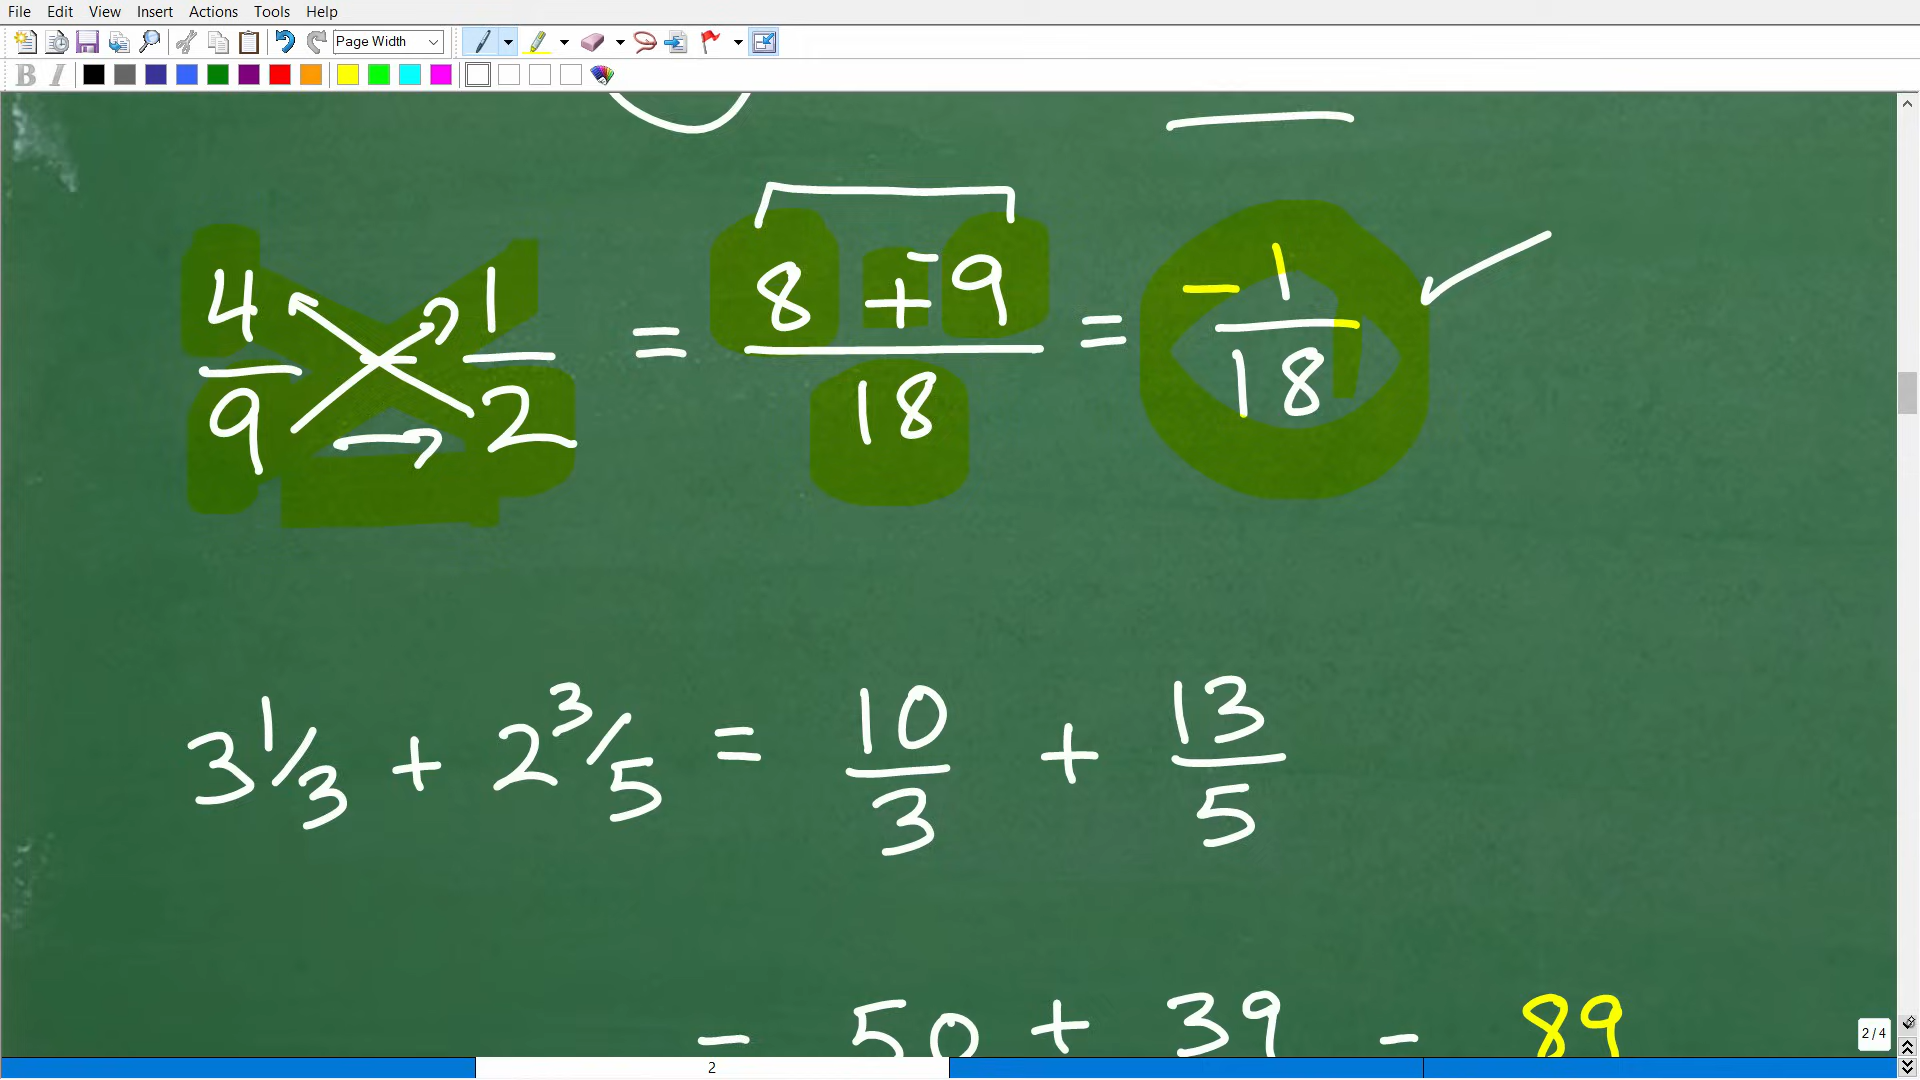 File Edit View Insert Actions Tools Help
Page Width
B I
4/9 - 1/2 = (8 + -9)/18 = -1/18
3 1/3 + 2 3/5 = 10/3 + 13/5
50 + 39 89
2/4
2